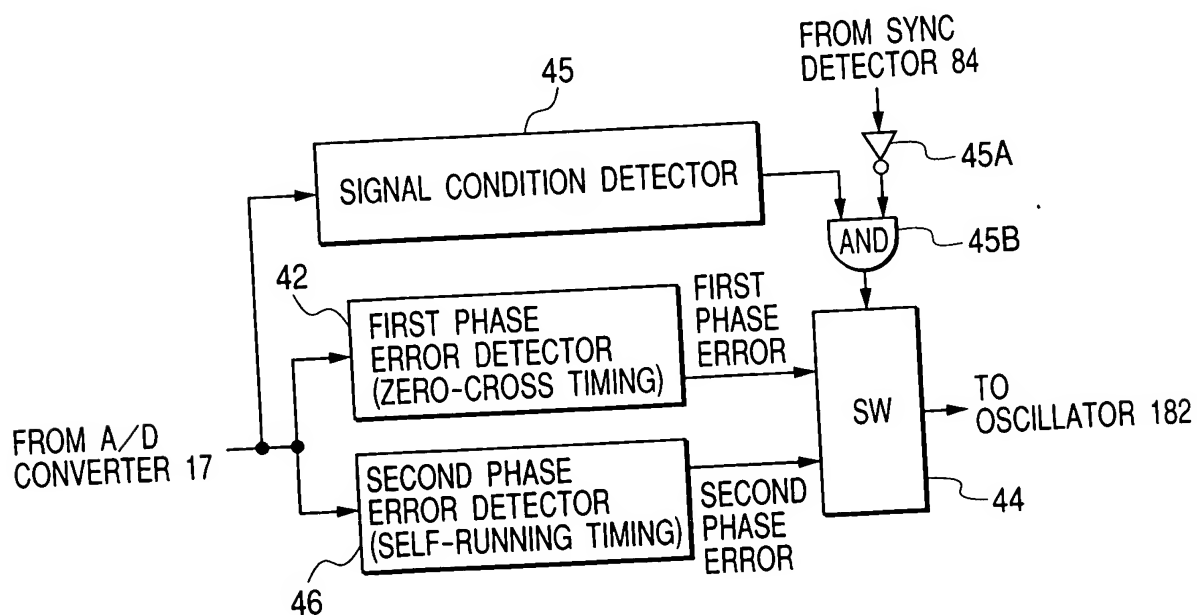 FROM SYNC
DETECTOR 84
45
SIGNAL CONDITION DETECTOR
45A
AND
45B
42
FIRST PHASE
ERROR DETECTOR
(ZERO-CROSS TIMING)
FIRST
PHASE
ERROR
SW
TO
OSCILLATOR 182
FROM A/D
CONVERTER 17
SECOND PHASE
ERROR DETECTOR
(SELF-RUNNING TIMING)
SECOND
PHASE
ERROR
44
46